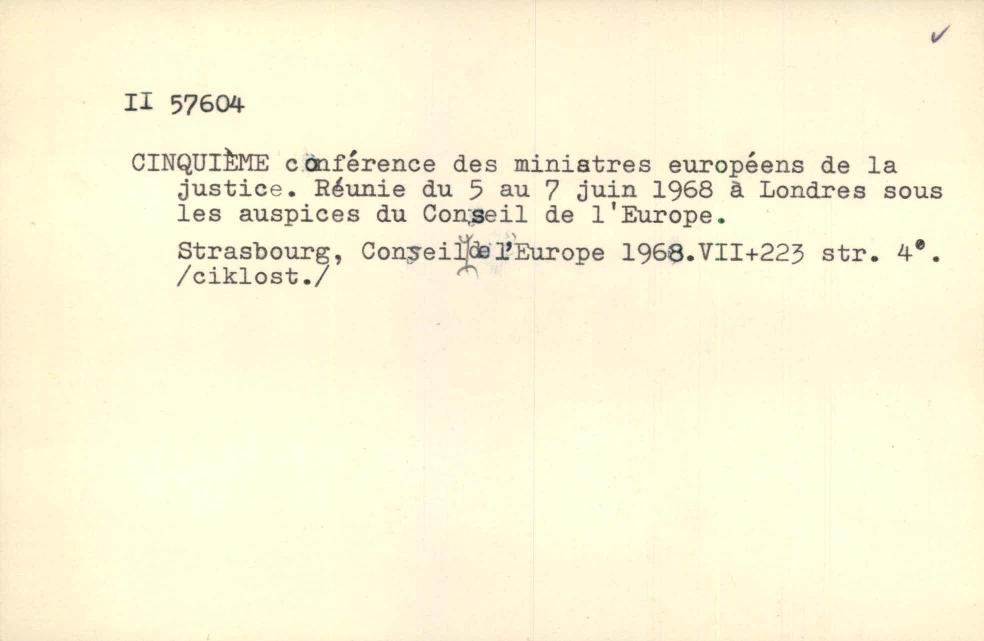 II 57604
CINQUIÈME conférence des ministres européens de la
justice. Réunie du 5 au 7 juin 1968 à Londres sous
les auspices du Conseil de l'Europe.
Strasbourg, Conseil de l'Europe 1968.VII+223 str. 4°.
/ciklost./